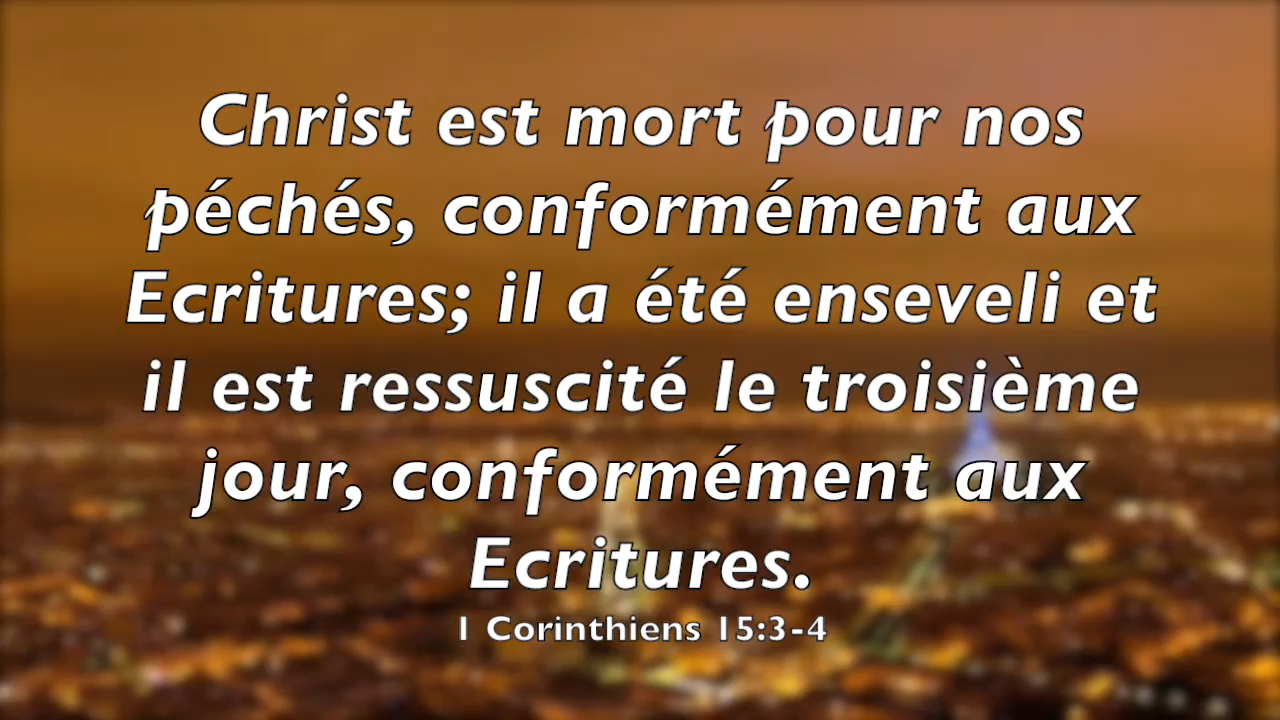 Christ est mort pour nos
péchés, conformément aux
Ecritures; il a été enseveli et
il est ressuscité le troisième
jour, conformément aux
Ecritures.
1 Corinthiens 15:3-4